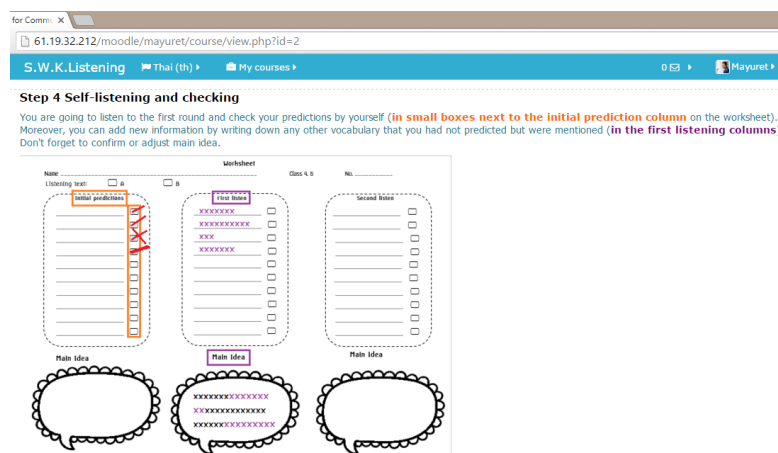 for Commu ×
61.19.32.212/moodle/mayuret/course/view.php?id=2
S.W.K.Listening Thai (th) My courses 0 Mayuret
Step 4 Self-listening and checking
You are going to listen to the first round and check your predictions by yourself (in small boxes next to the initial prediction column on the worksheet).
Moreover, you can add new information by writing down any other vocabulary that you had not predicted but were mentioned (in the first listening columns)
Don't forget to confirm or adjust main idea.
Worksheet
Name Class 4. 6 No.
Listening text: A B
Initial predictions First listen Second listen
xxxxxxx
xxxxxxxxxx
xxx
xxxxxxx
Main Idea Main Idea Main Idea
xxxxxxxxxxxxxxx
xxxxxxxxxxxxxxx
xxxxxxxxxxxxxxxx